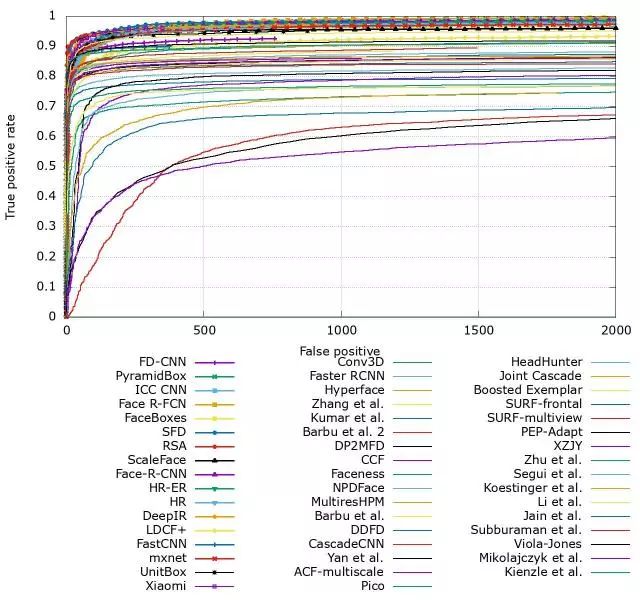 1
0.9
0.8
0.7
0.6
0.5
0.4
0.3
0.2
0.1
0
True positive rate
0 500 1000 1500 2000
False positive
FD-CNN Conv3D HeadHunter
PyramidBox Faster RCNN Joint Cascade
ICC CNN Hyperface Boosted Exemplar
Face R-FCN Zhang et al. SURF-frontal
FaceBoxes Kumar et al. SURF-multiview
SFD Barbu et al. 2 PEP-Adapt
RSA DP2MFD XZJY
ScaleFace CCF Zhu et al.
Face-R-CNN Faceness Segui et al.
HR-ER NPDFace Koestinger et al.
HR MultiresHPM Li et al.
DeepIR Barbu et al. Jain et al.
LDCF+ DDFD Subburaman et al.
FastCNN CascadeCNN Viola-Jones
mxnet Yan et al. Mikolajczyk et al.
UnitBox ACF-multiscale Kienzle et al.
Xiaomi Pico